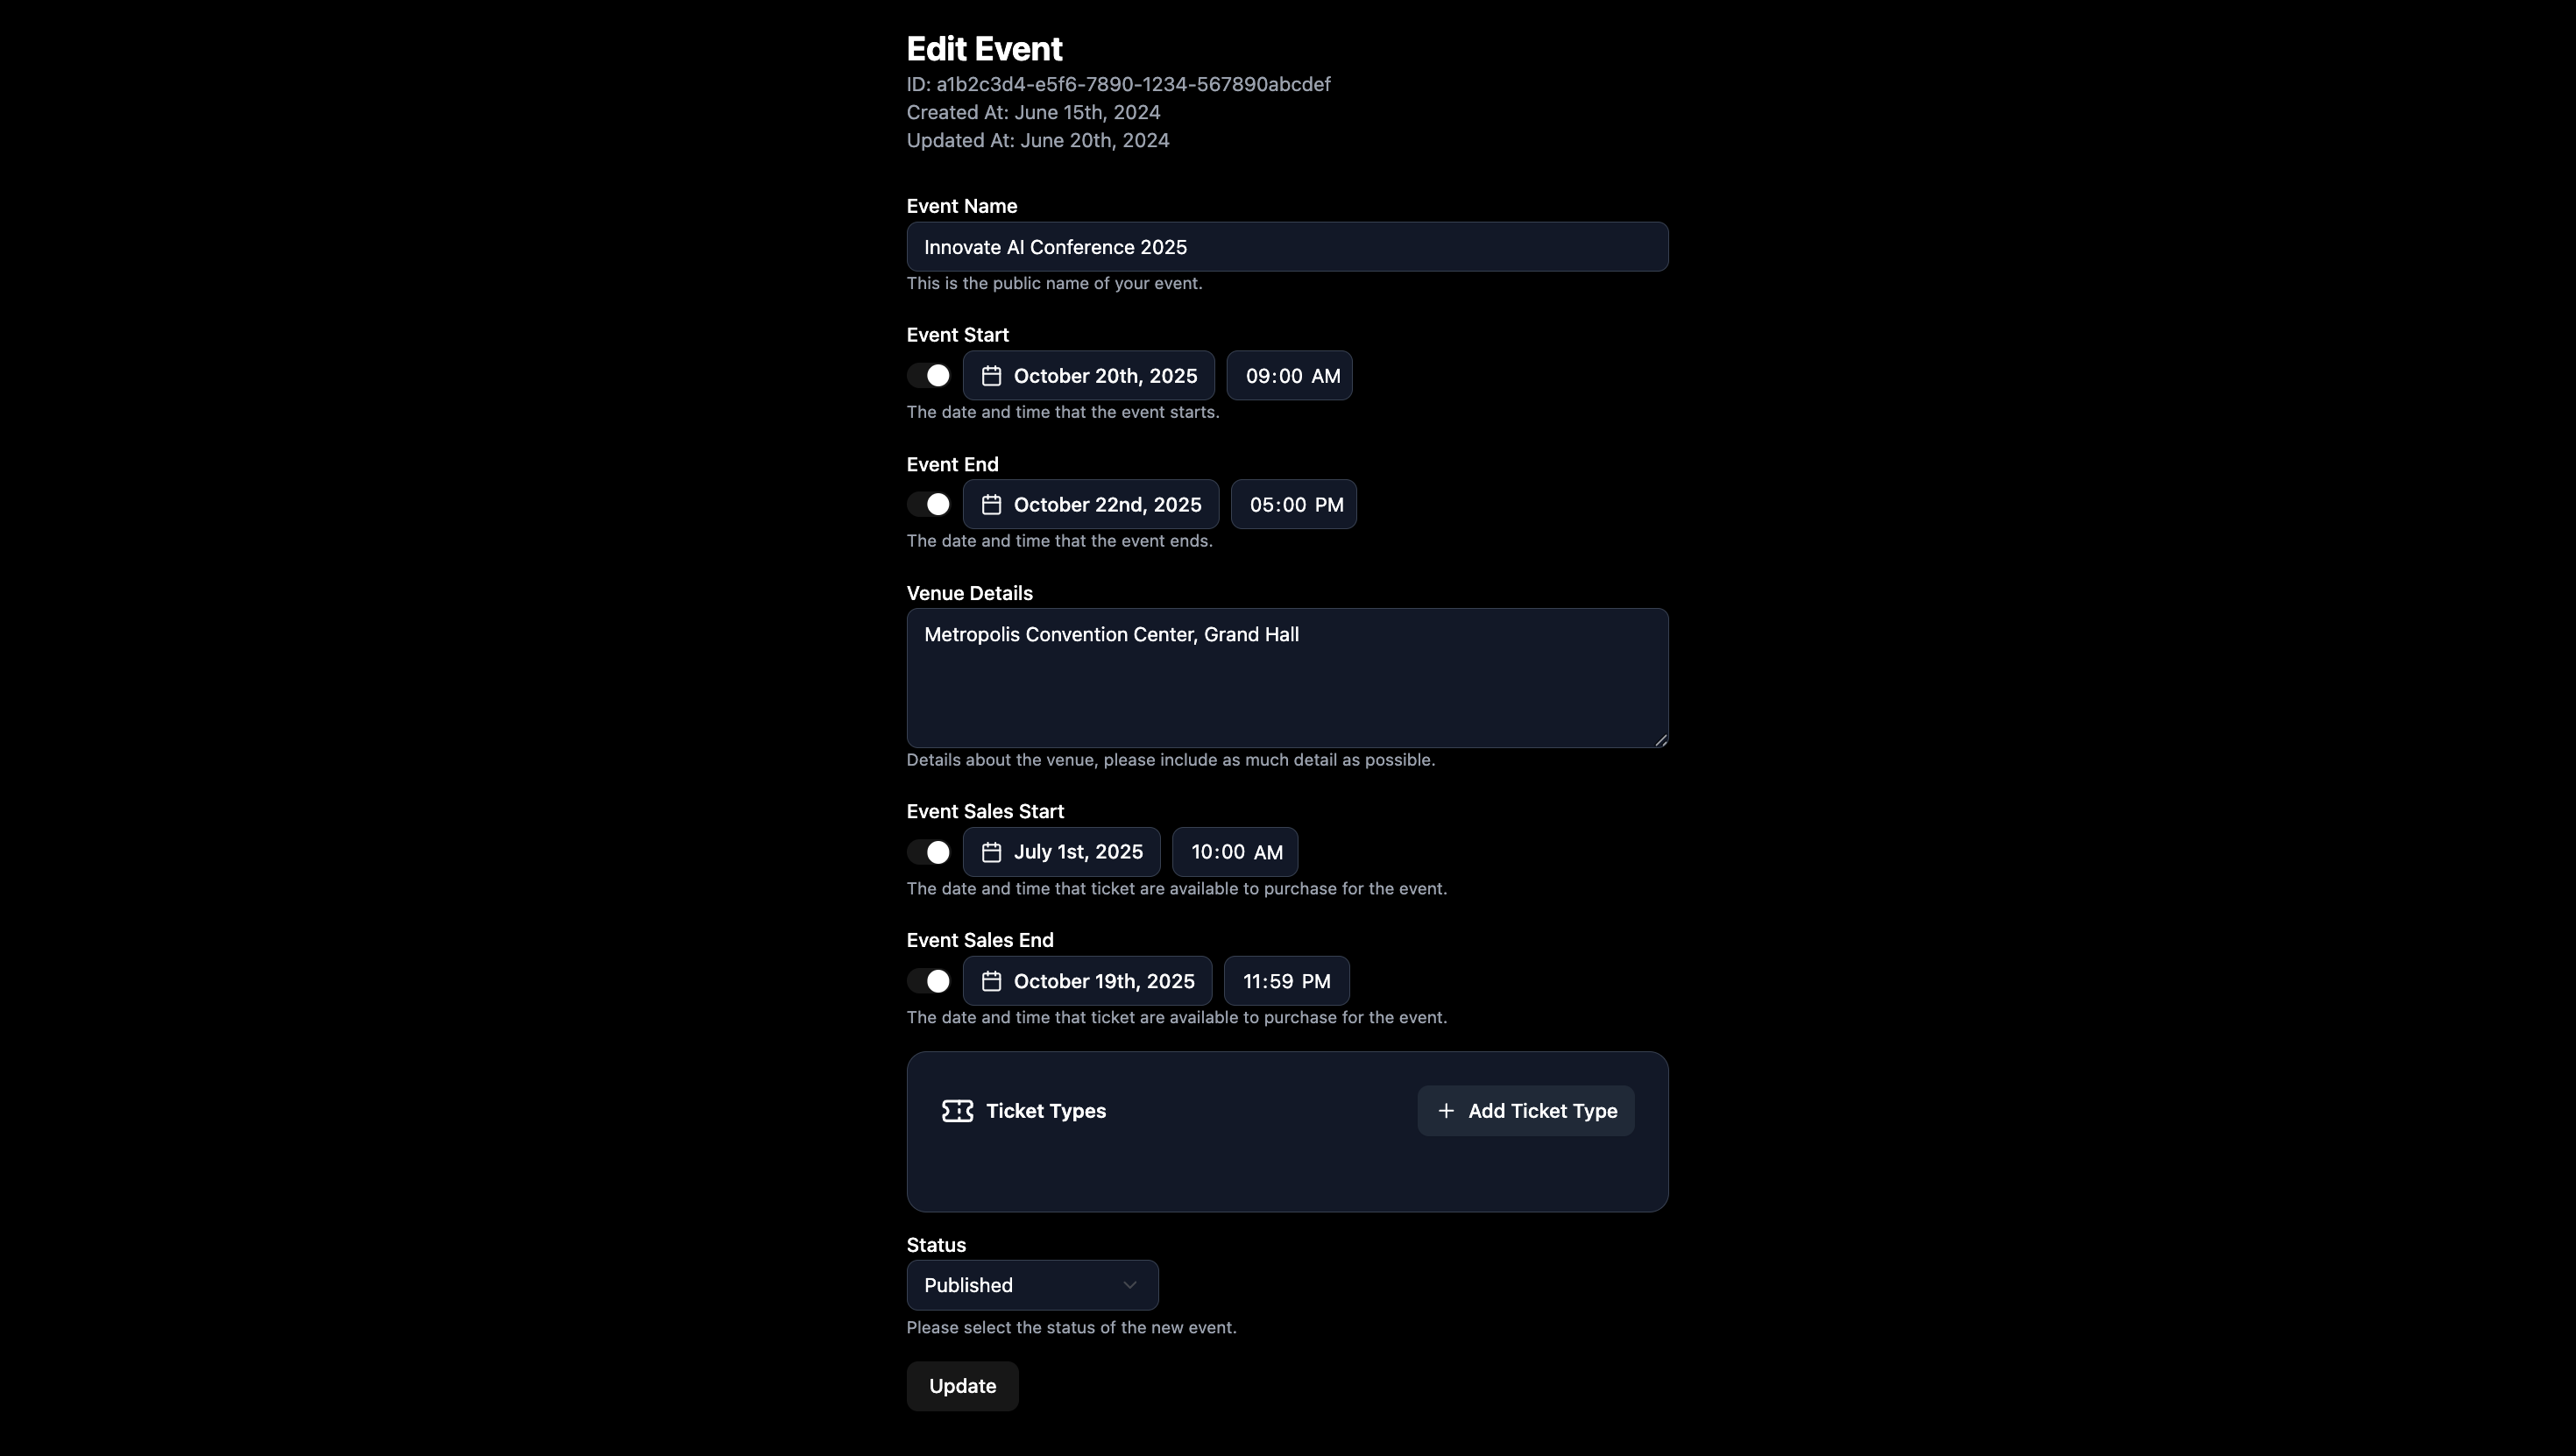 Edit Event
ID: a1b2c3d4-e5f6-7890-1234-567890abcdef
Created At: June 15th, 2024
Updated At: June 20th, 2024
Event Name
Innovate AI Conference 2025
This is the public name of your event.
Event Start
October 20th, 2025 09:00 AM
The date and time that the event starts.
Event End
October 22nd, 2025 05:00 PM
The date and time that the event ends.
Venue Details
Metropolis Convention Center, Grand Hall
Details about the venue, please include as much detail as possible.
Event Sales Start
July 1st, 2025 10:00 AM
The date and time that ticket are available to purchase for the event.
Event Sales End
October 19th, 2025 11:59 PM
The date and time that ticket are available to purchase for the event.
Ticket Types + Add Ticket Type
Status
Published
Please select the status of the new event.
Update